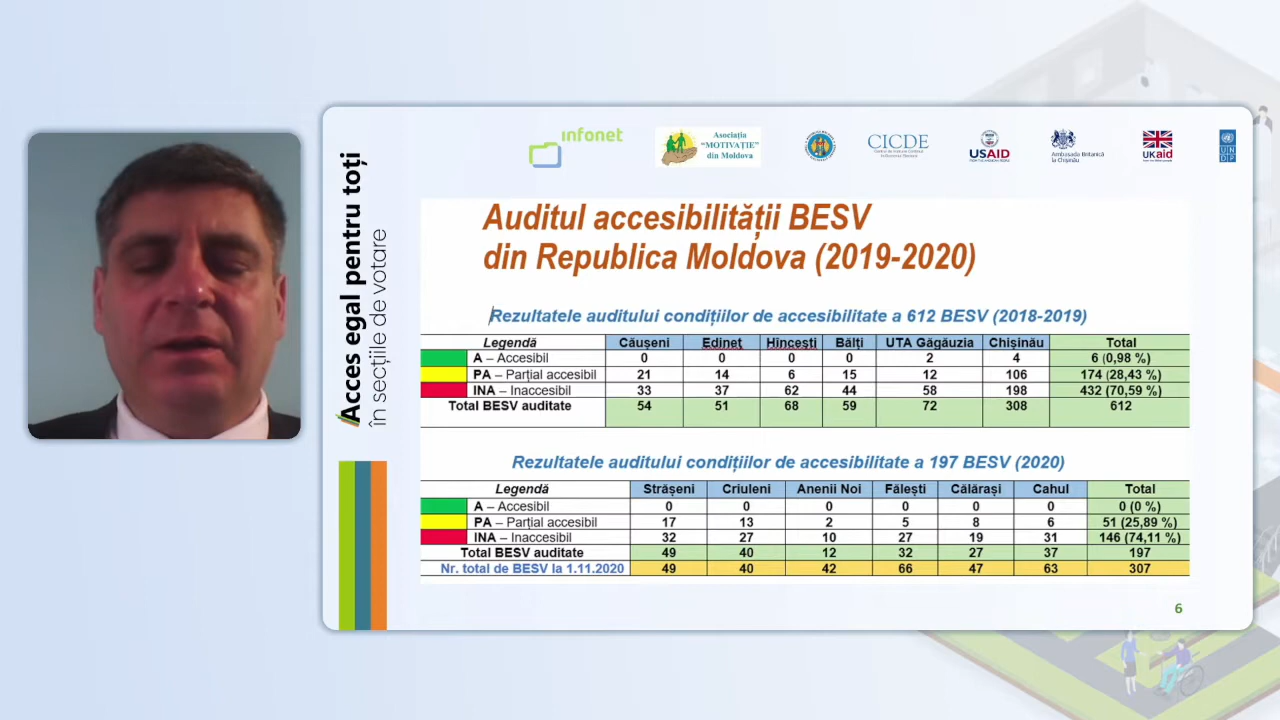 infonet
Asociația
"MOTIVAȚIE"
din Moldova
CICDE
USAID
Ambasada Britanică
la Chișinău
UKaid
U N
D P
Acces egal pentru toți
în secțiile de votare
Auditul accesibilității BESV
din Republica Moldova (2019-2020)
Rezultatele auditului condițiilor de accesibilitate a 612 BESV (2018-2019)
Legendă Căușeni Edineț Hîncești Bălți UTA Găgăuzia Chișinău Total
A – Accesibil 0 0 0 0 2 4 6 (0,98 %)
PA – Parțial accesibil 21 14 6 15 12 106 174 (28,43 %)
INA – Inaccesibil 33 37 62 44 58 198 432 (70,59 %)
Total BESV auditate 54 51 68 59 72 308 612
Rezultatele auditului condițiilor de accesibilitate a 197 BESV (2020)
Legendă Strășeni Criuleni Anenii Noi Fălești Călărași Cahul Total
A – Accesibil 0 0 0 0 0 0 0 (0 %)
PA – Parțial accesibil 17 13 2 5 8 6 51 (25,89 %)
INA – Inaccesibil 32 27 10 27 19 31 146 (74,11 %)
Total BESV auditate 49 40 12 32 27 37 197
Nr. total de BESV la 1.11.2020 49 40 42 66 47 63 307
6